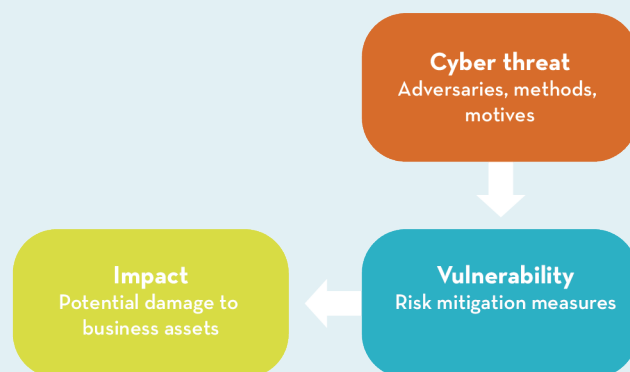 Cyber threat
Adversaries, methods,
motives
Impact
Potential damage to
business assets
Vulnerability
Risk mitigation measures